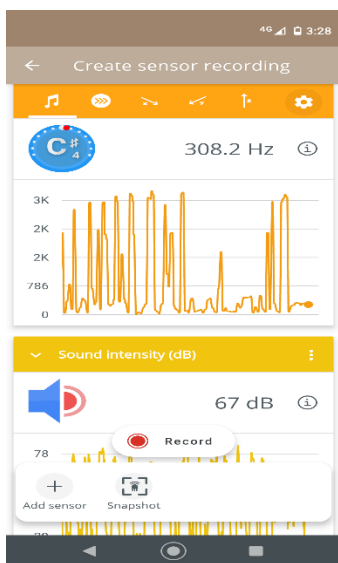 4G 3:28
Create sensor recording
C# 4 308.2 Hz
3K
2K
2K
786
0
Sound intensity (dB)
67 dB
Record
78
Add sensor Snapshot